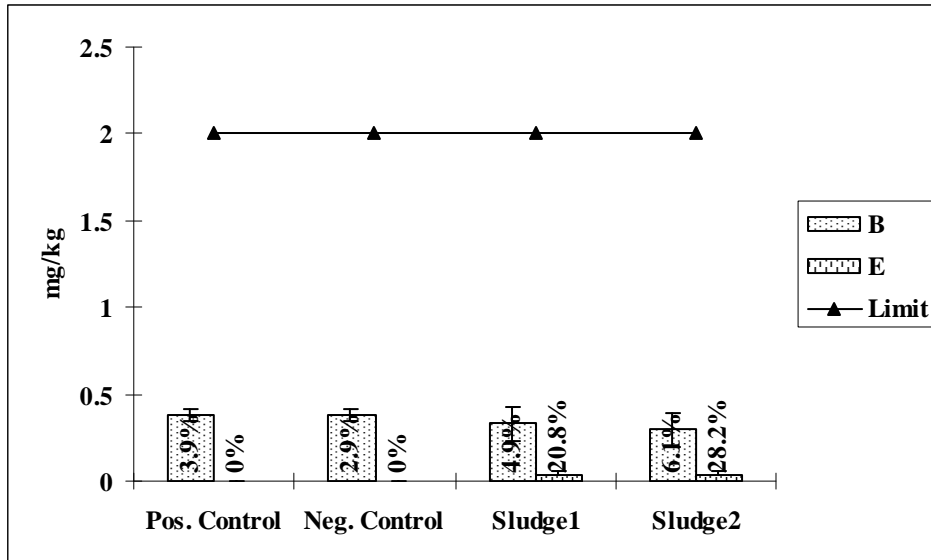 2.5
2
1.5
1
0.5
0
mg/kg
3.9%
0%
2.9%
0%
4.9%
20.8%
6.1%
28.2%
Pos. Control Neg. Control Sludge1 Sludge2
B
E
Limit